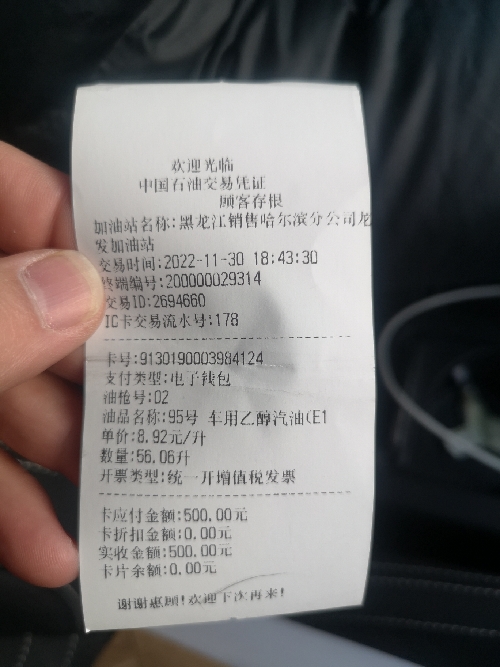 欢迎光临
中国石油交易凭证
顾客存根
加油站名称:黑龙江销售哈尔滨分公司龙
发加油站
交易时间:2022-11-30 18:43:30
终端编号:200000029314
交易ID:2694660
IC卡交易流水号:178
卡号:9130190003984124
支付类型:电子钱包
油枪号:02
油品名称:95号 车用乙醇汽油(E1
单价:8.92元/升
数量:56.06升
开票类型:统一开增值税发票
卡应付金额:500.00元
卡折扣金额:0.00元
实收金额:500.00元
卡片余额:0.00元
谢谢惠顾!欢迎下次再来!